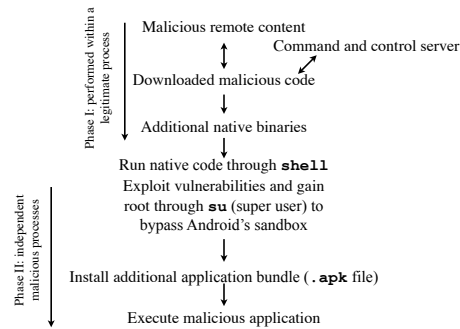 Malicious remote content
Command and control server
Downloaded malicious code
Additional native binaries
Run native code through shell
Exploit vulnerabilities and gain
root through su (super user) to
bypass Android's sandbox
Install additional application bundle (.apk file)
Execute malicious application
Phase I: performed within a
legitimate process
Phase II: independent
malicious processes